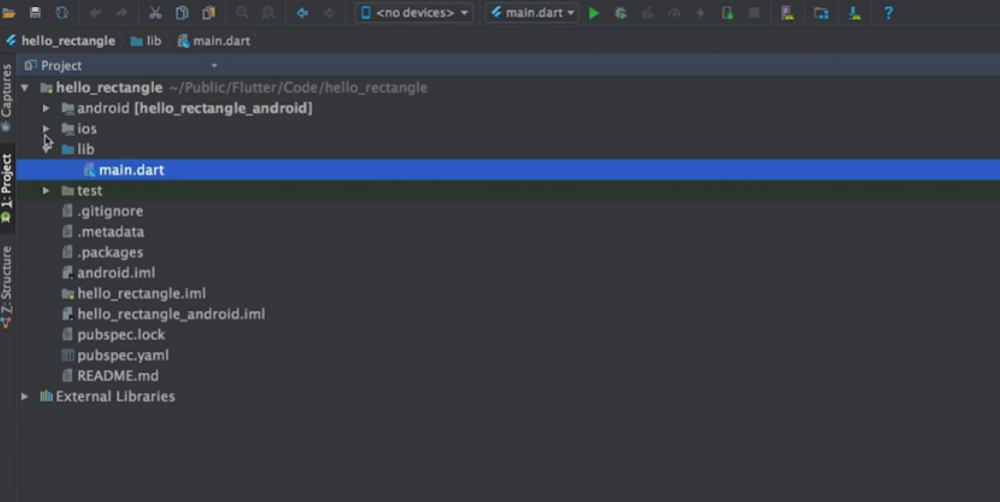 <no devices> main.dart ?
hello_rectangle lib main.dart
Project
hello_rectangle ~/Public/Flutter/Code/hello_rectangle
android [hello_rectangle_android]
ios
lib
main.dart
test
.gitignore
.metadata
.packages
android.iml
hello_rectangle.iml
hello_rectangle_android.iml
pubspec.lock
pubspec.yaml
README.md
External Libraries
Captures
1: Project
Z: Structure